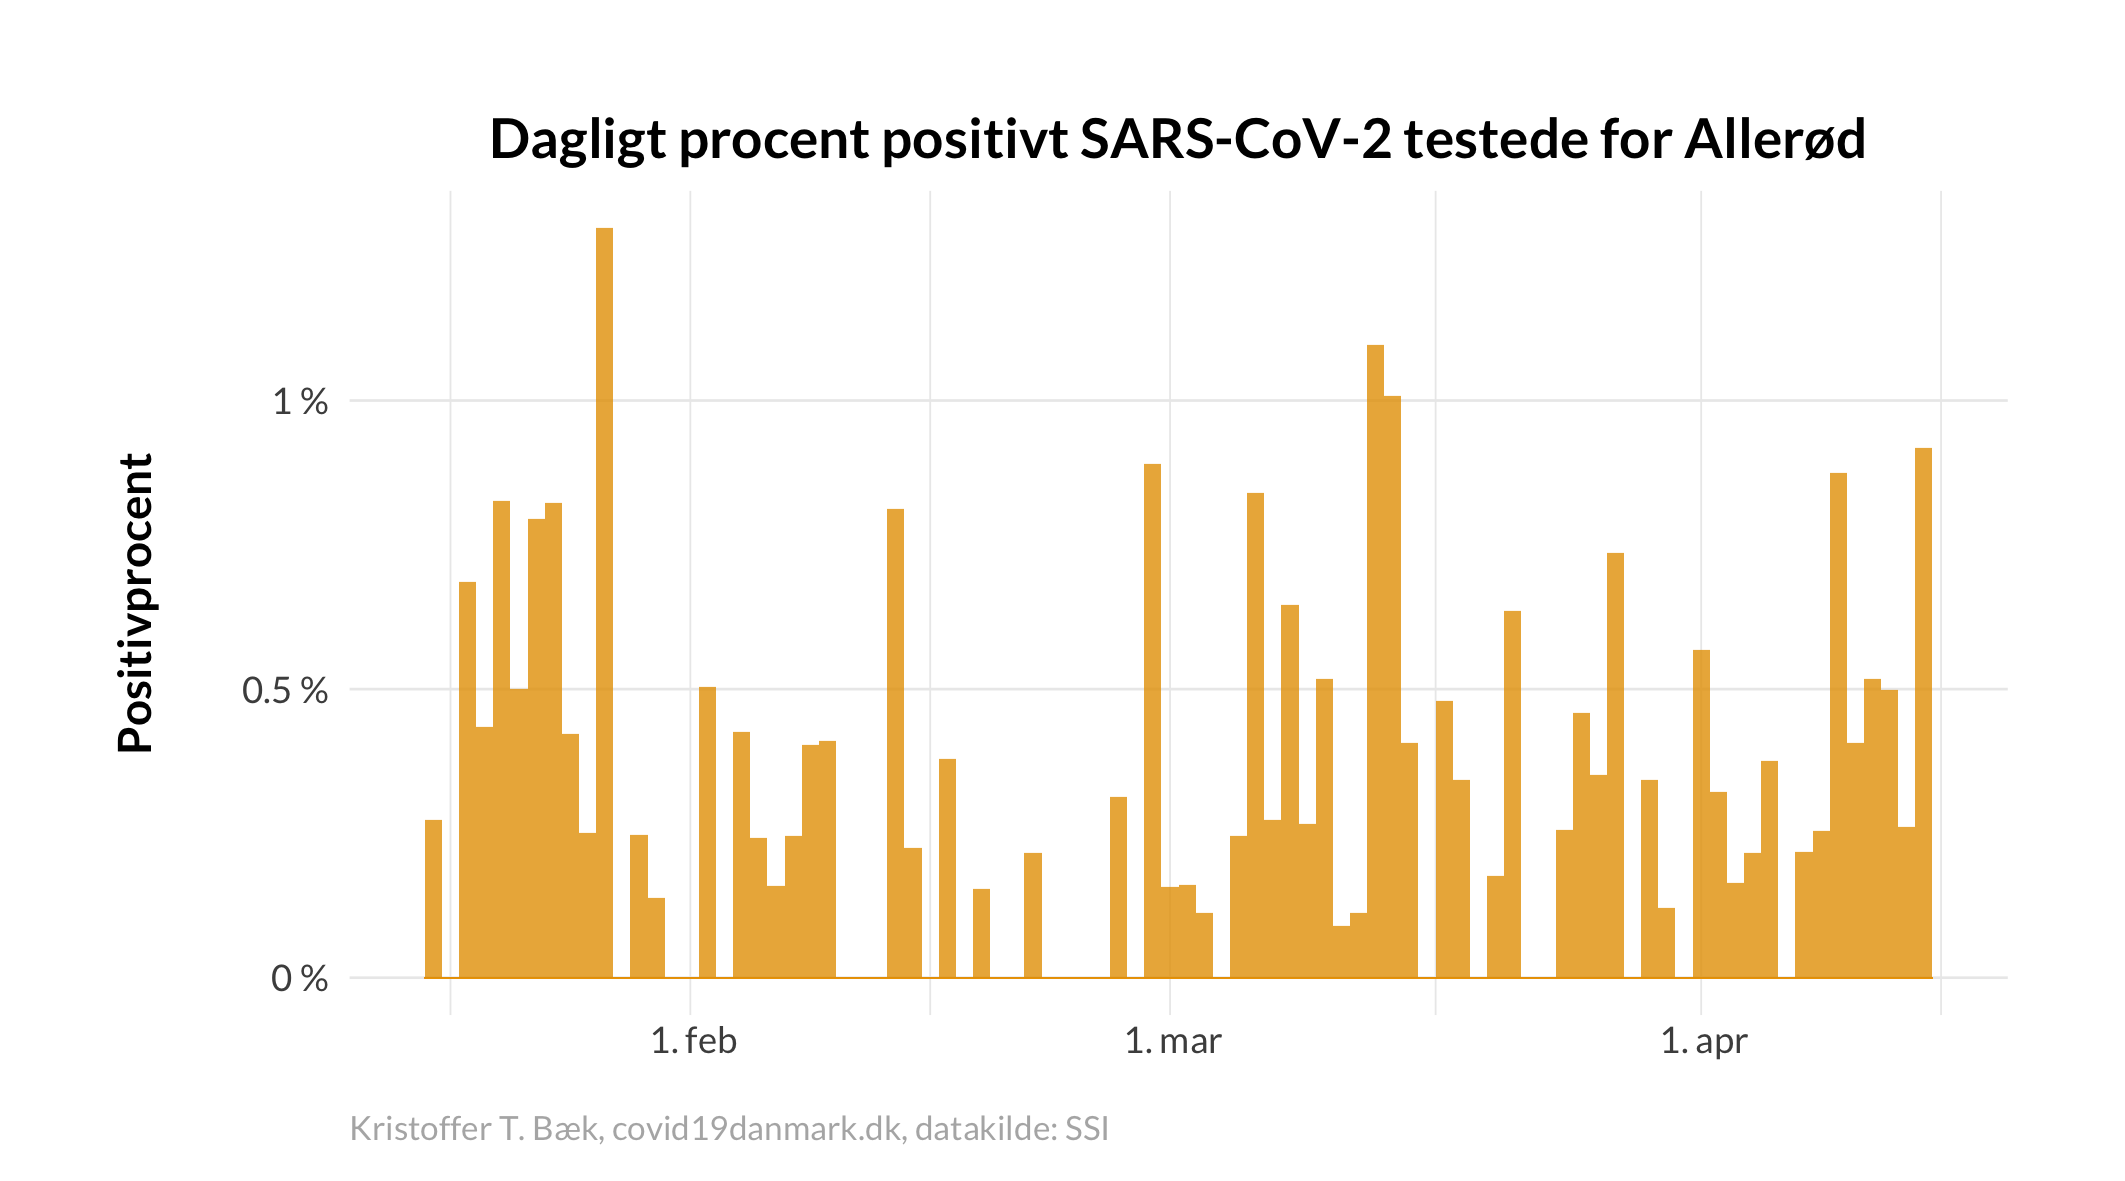 Dagligt procent positivt SARS-CoV-2 testede for Allerød
Positivprocent
1 %
0.5 %
0 %
1. feb
1. mar
1. apr
Kristoffer T. Bæk, covid19danmark.dk, datakilde: SSI